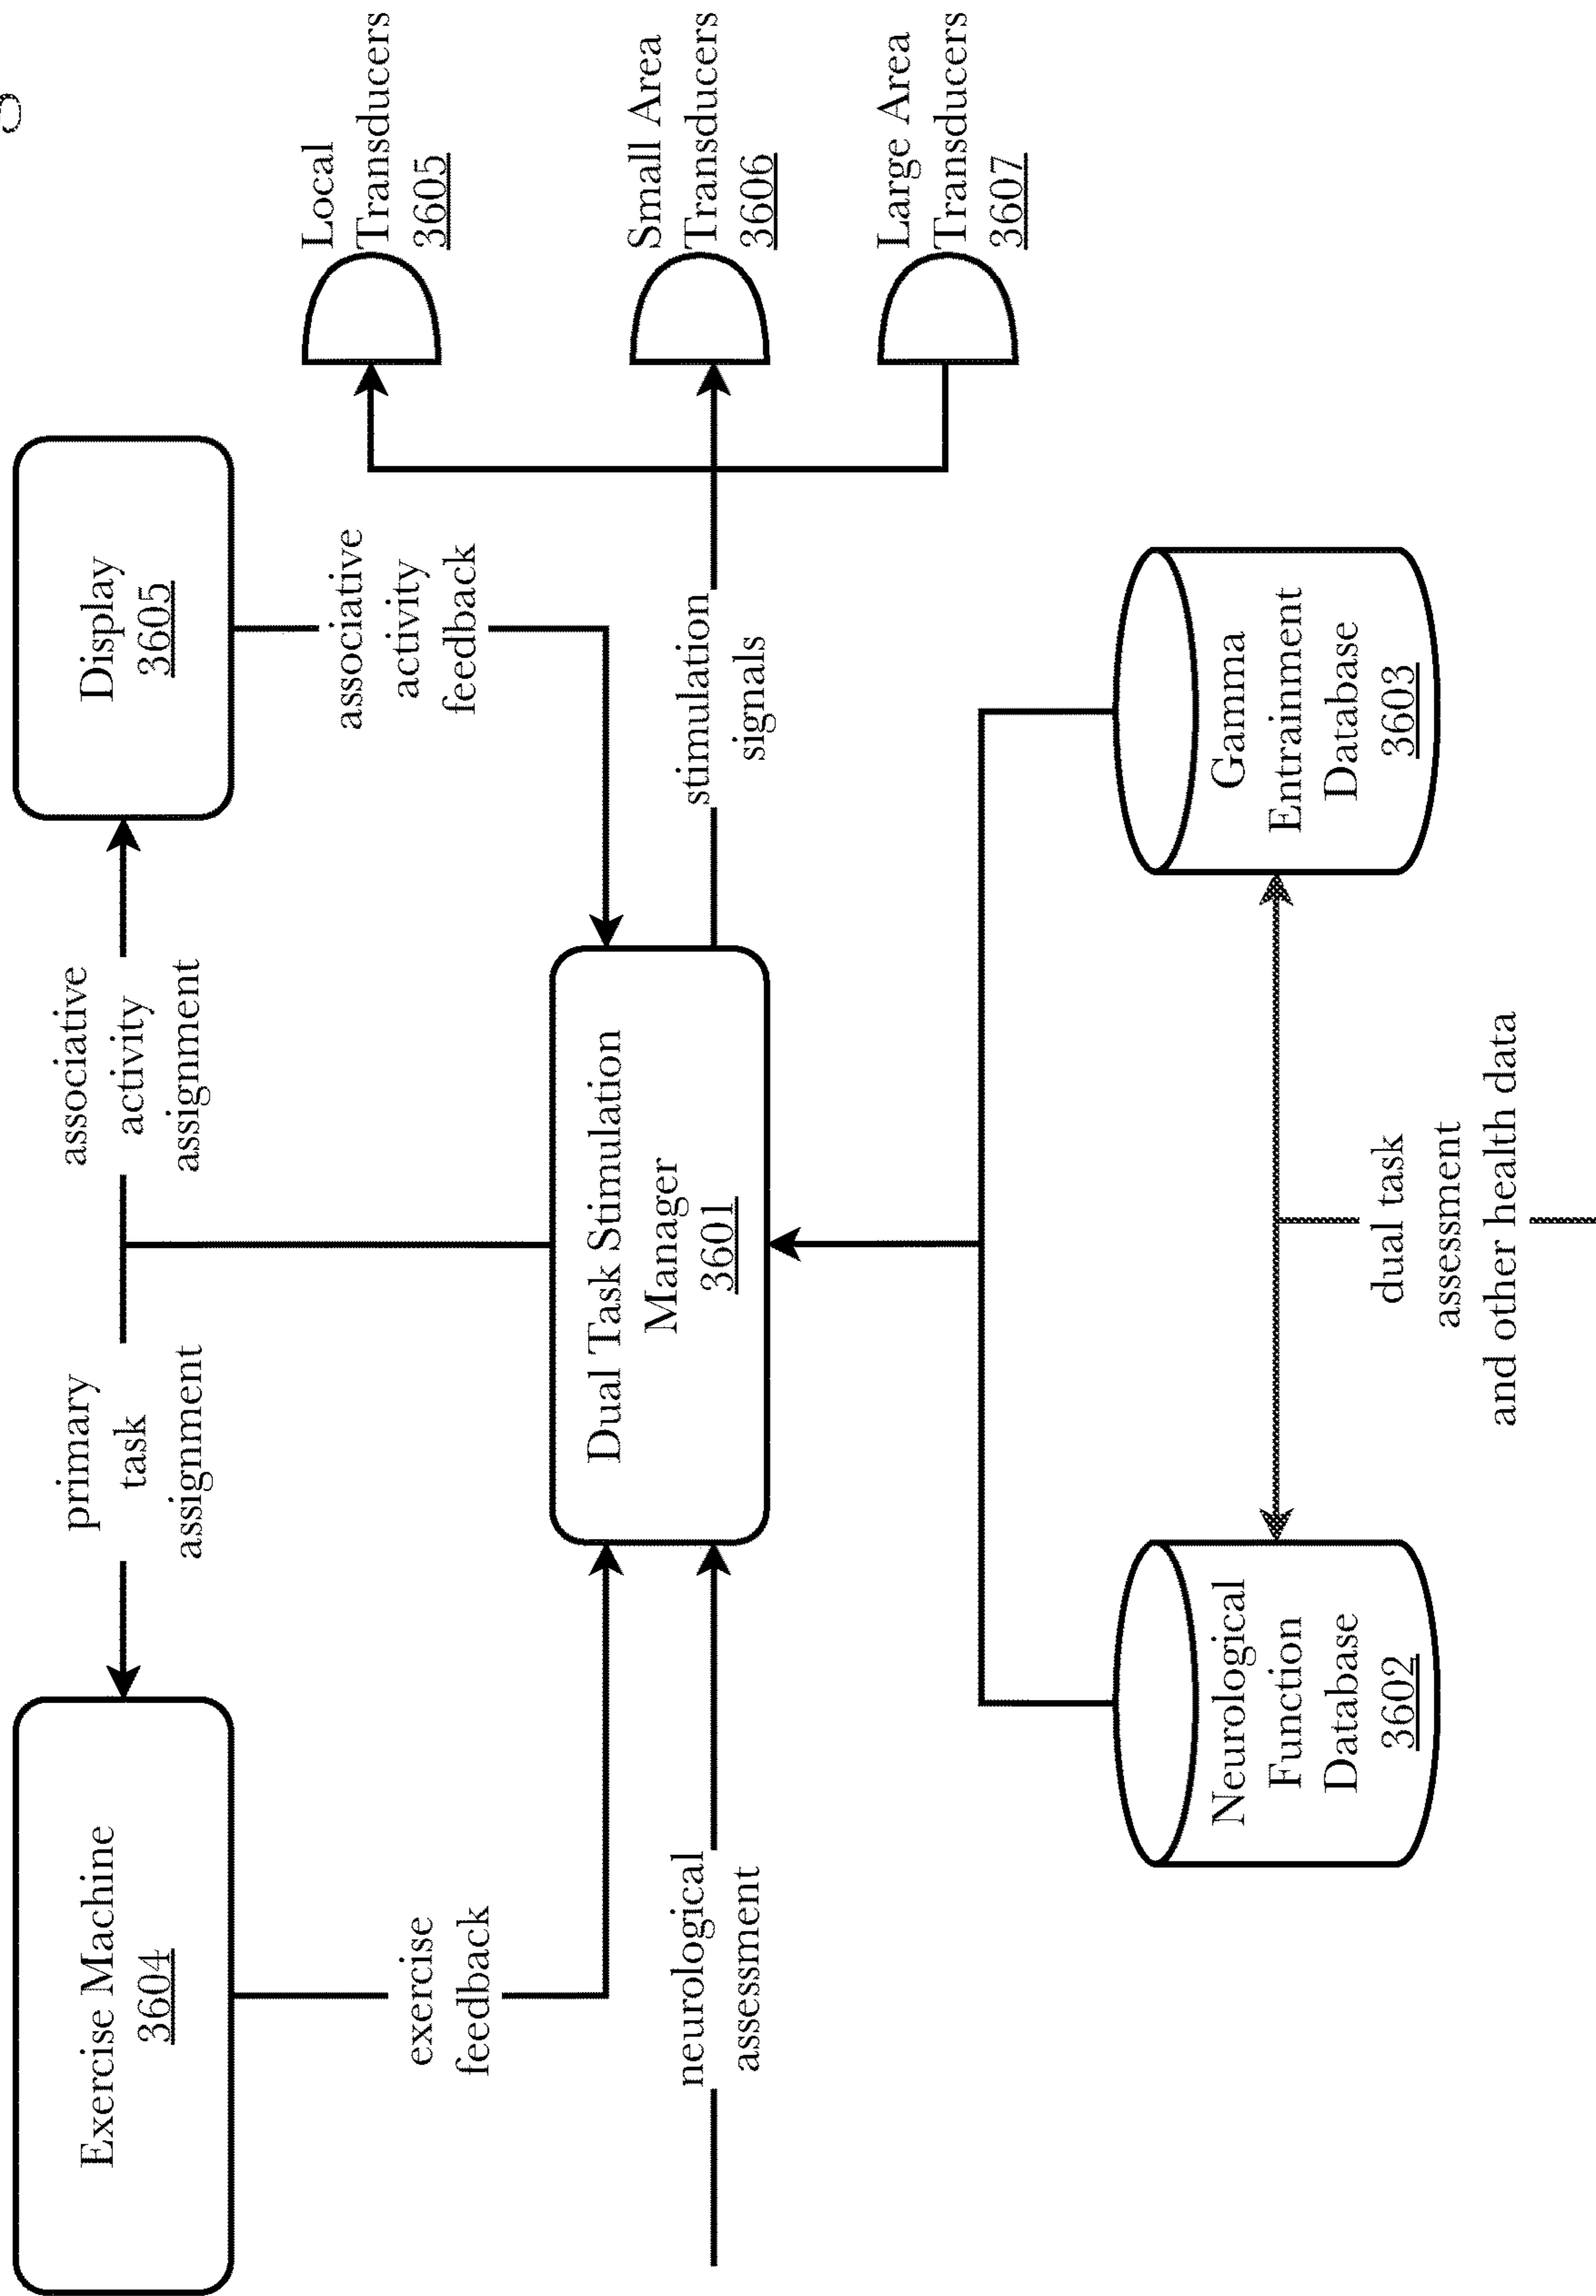 Exercise Machine
3604
primary
task
assignment
associative
activity
assignment
Display
3605
exercise
feedback
associative
activity
feedback
Local
Transducers
3605
neurological
assessment
Dual Task Stimulation
Manager
3601
stimulation
signals
Small Area
Transducers
3606
Large Area
Transducers
3607
Neurological
Function
Database
3602
Gamma
Entrainment
Database
3603
dual task
assessment
and other health data